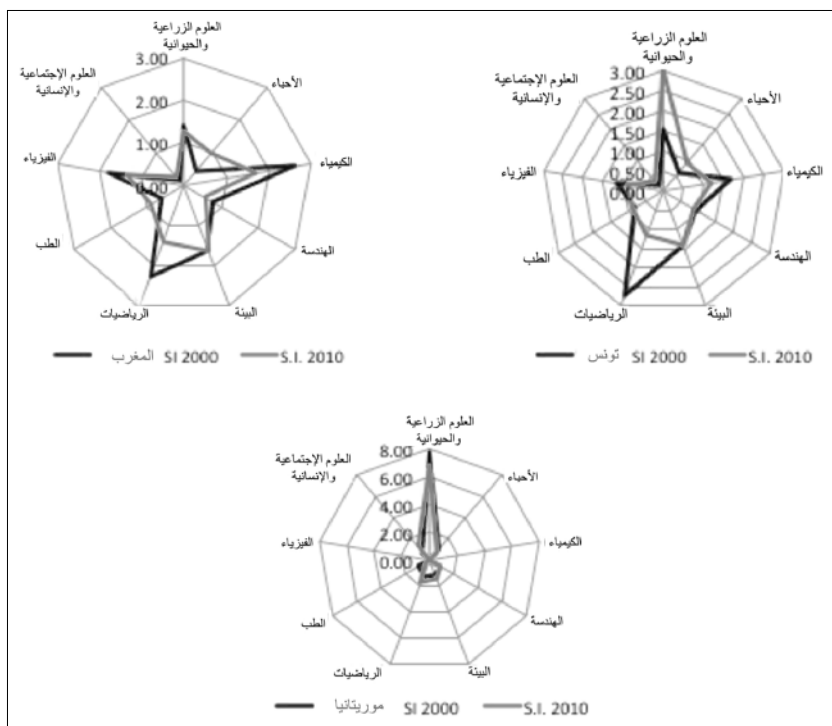 العلوم الزراعية
والحيوانية
3.00
2.00
1.00
0.00
الأحياء
الكيمياء
الهندسة
البيئة
الرياضيات
الطب
الفيزياء
العلوم الإجتماعية
والإنسانية
المغرب SI 2000 S.I. 2010
العلوم الزراعية
والحيوانية
3.00
2.50
2.00
1.50
1.00
0.50
0.00
الأحياء
الكيمياء
الهندسة
البيئة
الرياضيات
الطب
الفيزياء
العلوم الإجتماعية
والإنسانية
تونس SI 2000 S.I. 2010
العلوم الزراعية
والحيوانية
8.00
6.00
4.00
2.00
0.00
الأحياء
الكيمياء
الهندسة
البيئة
الرياضيات
الطب
الفيزياء
العلوم الإجتماعية
والإنسانية
موريتانيا SI 2000 S.I. 2010